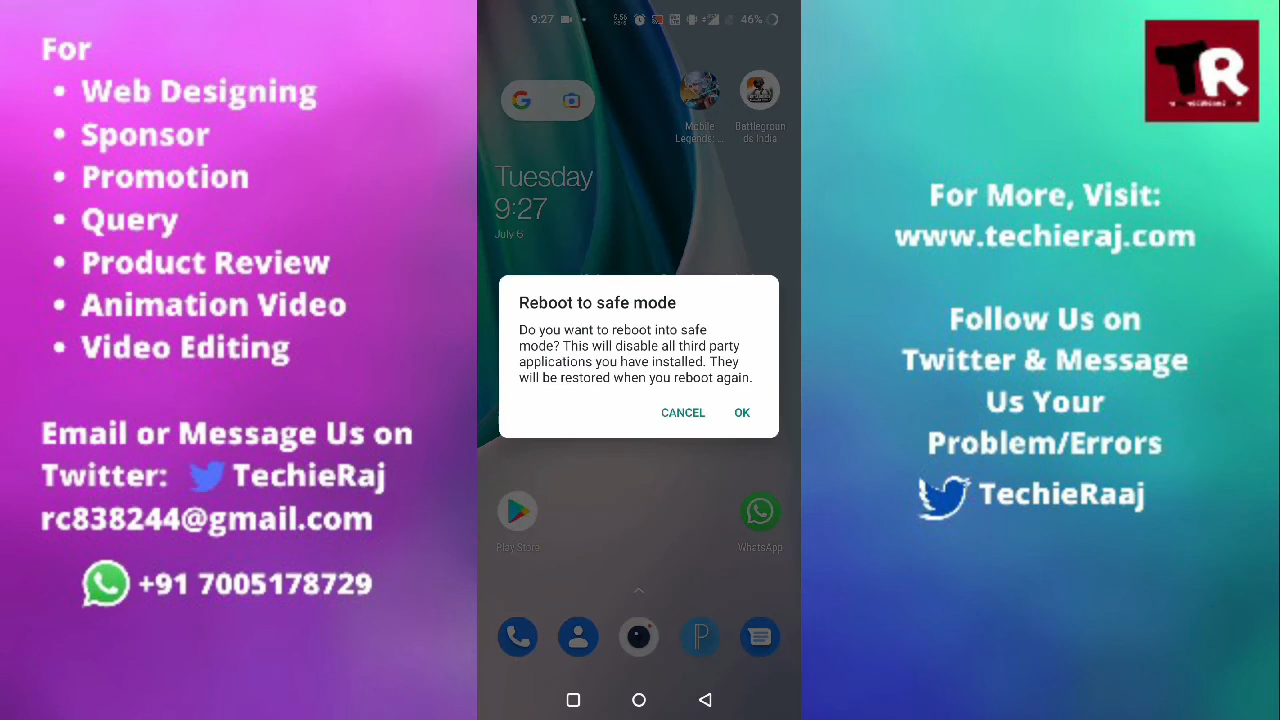 For
• Web Designing
• Sponsor
• Promotion
• Query
• Product Review
• Animation Video
• Video Editing
Email or Message Us on
Twitter: TechieRaj
rc838244@gmail.com
+91 7005178729
9:27
9.56
46%
Mobile
Legends:...
Battlegroun
ds India
Tuesday
9:27
July 6
Reboot to safe mode
Do you want to reboot into safe
mode? This will disable all third party
applications you have installed. They
will be restored when you reboot again.
CANCEL OK
Play Store
WhatsApp
TR
For More, Visit:
www.techieraj.com
Follow Us on
Twitter & Message
Us Your
Problem/Errors
TechieRaaj